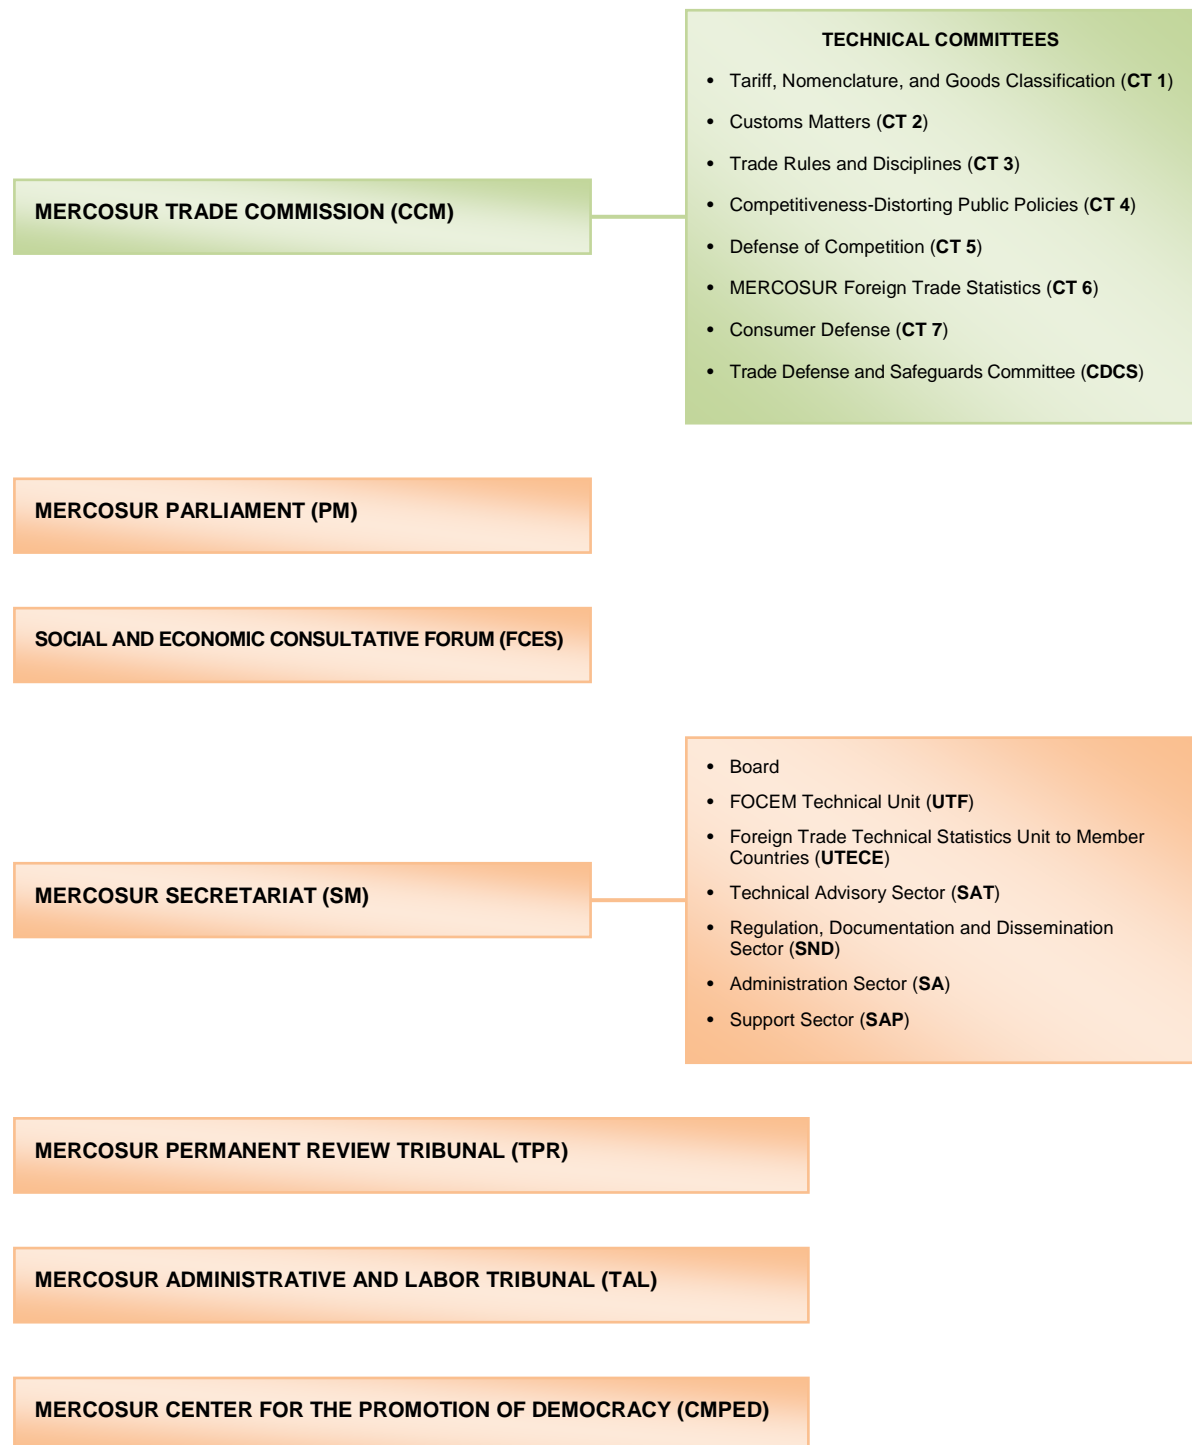 TECHNICAL COMMITTEES
• Tariff, Nomenclature, and Goods Classification (CT 1)
• Customs Matters (CT 2)
• Trade Rules and Disciplines (CT 3)
• Competitiveness-Distorting Public Policies (CT 4)
• Defense of Competition (CT 5)
• MERCOSUR Foreign Trade Statistics (CT 6)
• Consumer Defense (CT 7)
• Trade Defense and Safeguards Committee (CDCS)
MERCOSUR TRADE COMMISSION (CCM)
MERCOSUR PARLIAMENT (PM)
SOCIAL AND ECONOMIC CONSULTATIVE FORUM (FCES)
MERCOSUR SECRETARIAT (SM)
• Board
• FOCEM Technical Unit (UTF)
• Foreign Trade Technical Statistics Unit to Member
Countries (UTECE)
• Technical Advisory Sector (SAT)
• Regulation, Documentation and Dissemination
Sector (SND)
• Administration Sector (SA)
• Support Sector (SAP)
MERCOSUR PERMANENT REVIEW TRIBUNAL (TPR)
MERCOSUR ADMINISTRATIVE AND LABOR TRIBUNAL (TAL)
MERCOSUR CENTER FOR THE PROMOTION OF DEMOCRACY (CMPED)